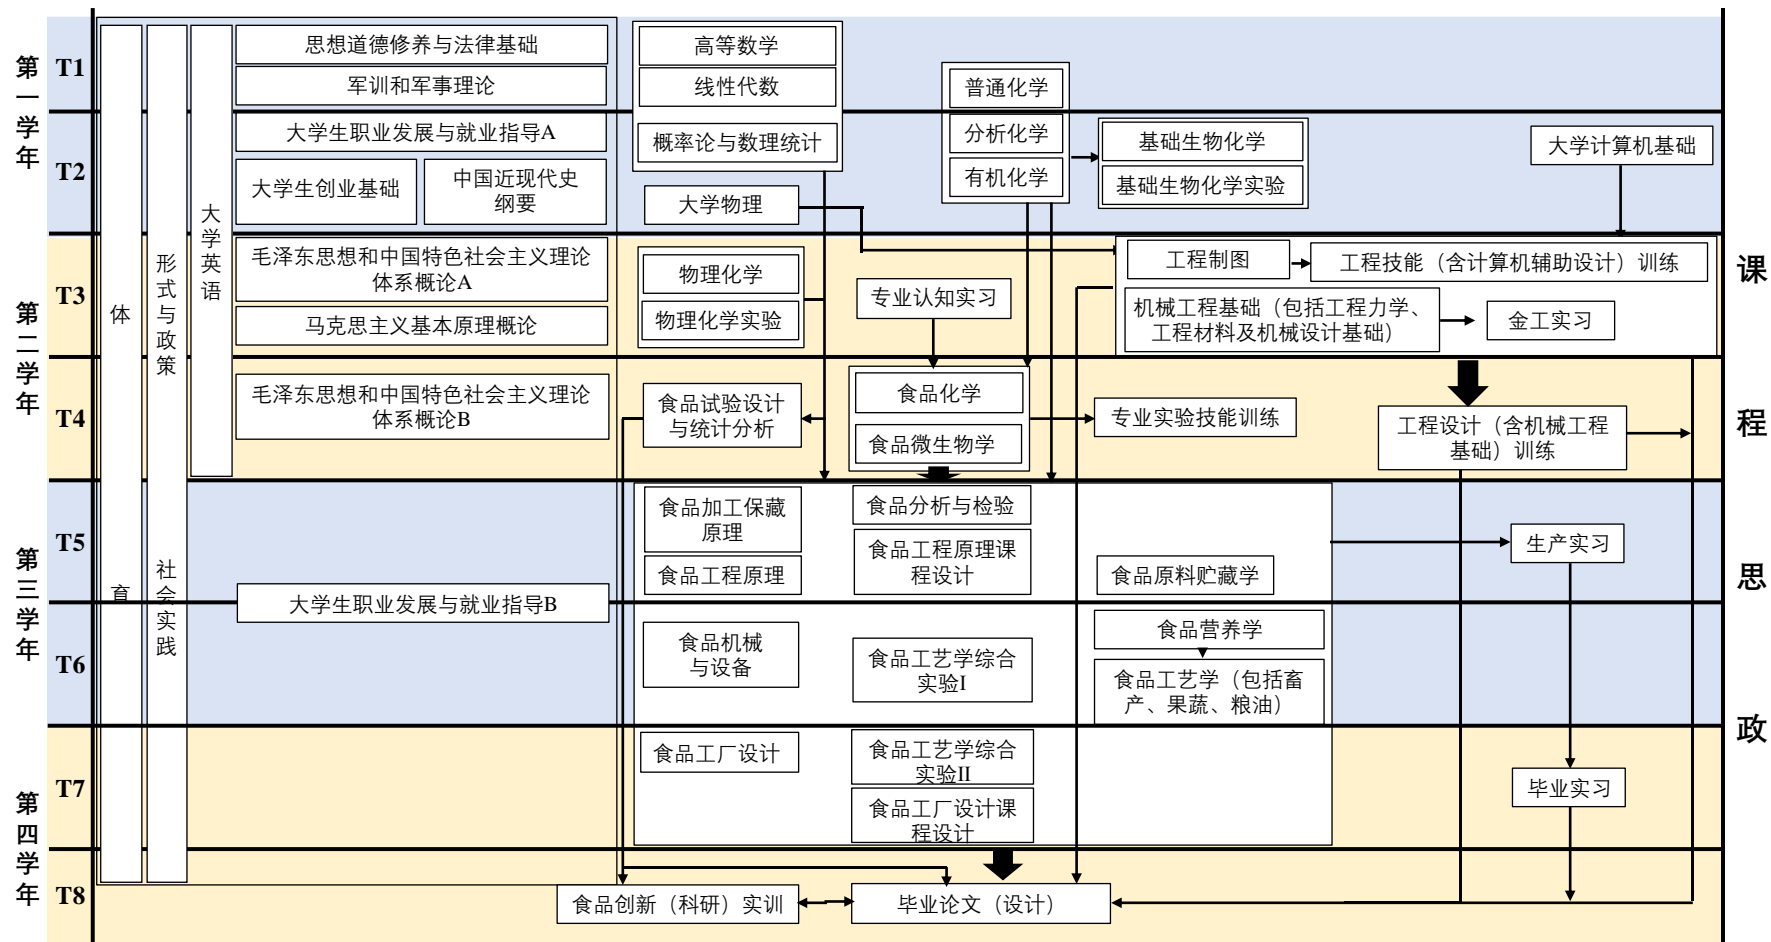 第一学年
T1
T2
第二学年
T3
T4
第三学年
T5
T6
第四学年
T7
T8
体育
形式与政策
社会实践
大学英语
思想道德修养与法律基础
军训和军事理论
大学生职业发展与就业指导A
大学生创业基础
中国近现代史
纲要
毛泽东思想和中国特色社会主义理论
体系概论A
马克思主义基本原理概论
毛泽东思想和中国特色社会主义理论
体系概论B
大学生职业发展与就业指导B
高等数学
线性代数
概率论与数理统计
大学物理
普通化学
分析化学
有机化学
基础生物化学
基础生物化学实验
大学计算机基础
物理化学
物理化学实验
专业认知实习
工程制图
工程技能（含计算机辅助设计）训练
机械工程基础（包括工程力学、
工程材料及机械设计基础）
金工实习
食品试验设计
与统计分析
食品化学
食品微生物学
专业实验技能训练
工程设计（含机械工程
基础）训练
食品加工保藏
原理
食品工程原理
食品分析与检验
食品工程原理课
程设计
食品原料贮藏学
生产实习
食品机械
与设备
食品工艺学综合
实验I
食品营养学
食品工艺学（包括畜
产、果蔬、粮油）
食品工厂设计
食品工艺学综合
实验II
食品工厂设计课
程设计
毕业实习
食品创新（科研）实训
毕业论文（设计）
课程思政